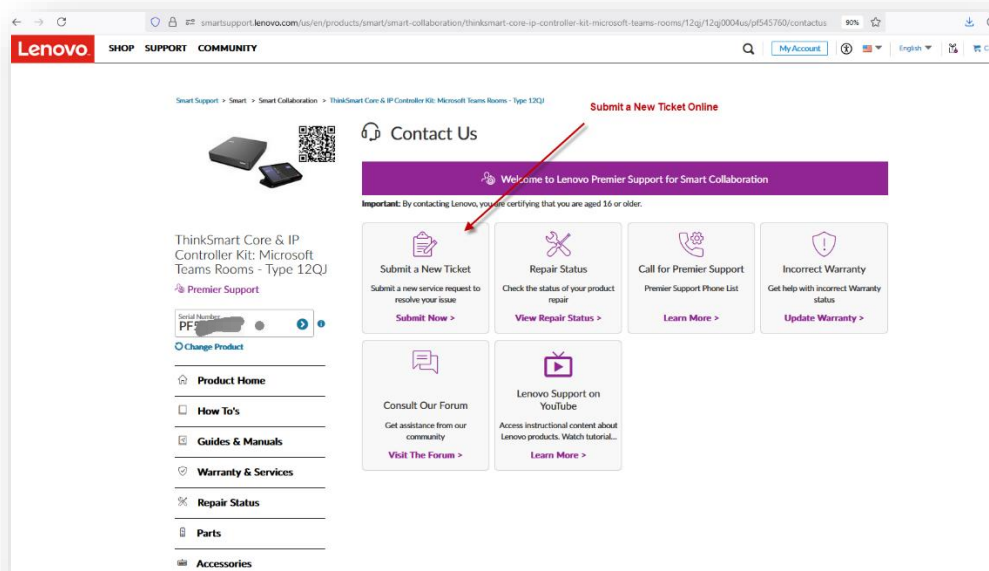 smartsupport.lenovo.com/us/en/products/smart/smart-collaboration/thinksmart-core-ip-controller-kit-microsoft-teams-rooms/12qj/12qj0004us/pf545760/contactus
90%
Lenovo
SHOP SUPPORT COMMUNITY
My Account
English
Smart Support > Smart > Smart Collaboration > ThinkSmart Core & IP Controller Kit: Microsoft Teams Rooms - Type 12QJ
Submit a New Ticket Online
Contact Us
Welcome to Lenovo Premier Support for Smart Collaboration
Important: By contacting Lenovo, you are certifying that you are aged 16 or older.
ThinkSmart Core & IP
Controller Kit: Microsoft
Teams Rooms - Type 12QJ
Premier Support
Serial Number
Change Product
Product Home
How To's
Guides & Manuals
Warranty & Services
Repair Status
Parts
Accessories
Submit a New Ticket
Submit a new service request to
resolve your issue
Submit Now >
Repair Status
Check the status of your product
repair
View Repair Status >
Call for Premier Support
Premier Support Phone List
Learn More >
Incorrect Warranty
Get help with incorrect Warranty
status
Update Warranty >
Consult Our Forum
Get assistance from our
community
Visit The Forum >
Lenovo Support on
YouTube
Access instructional content about
Lenovo products. Watch tutorial...
Learn More >